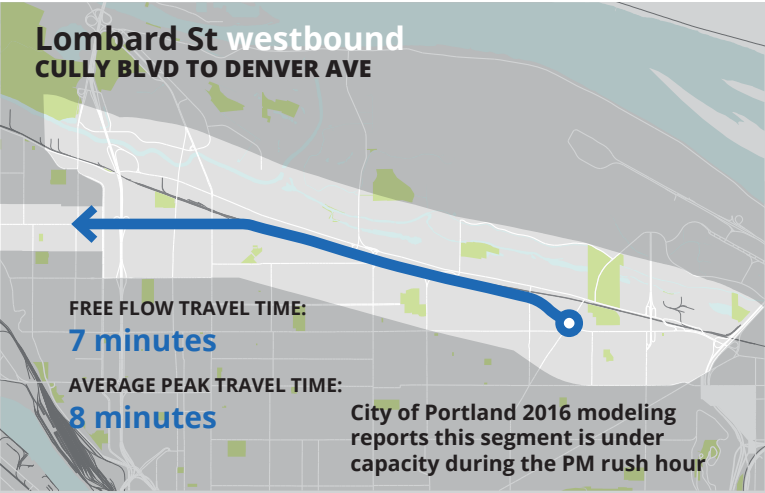 Lombard St westbound
CULLY BLVD TO DENVER AVE
FREE FLOW TRAVEL TIME:
7 minutes
AVERAGE PEAK TRAVEL TIME:
8 minutes
City of Portland 2016 modeling
reports this segment is under
capacity during the PM rush hour